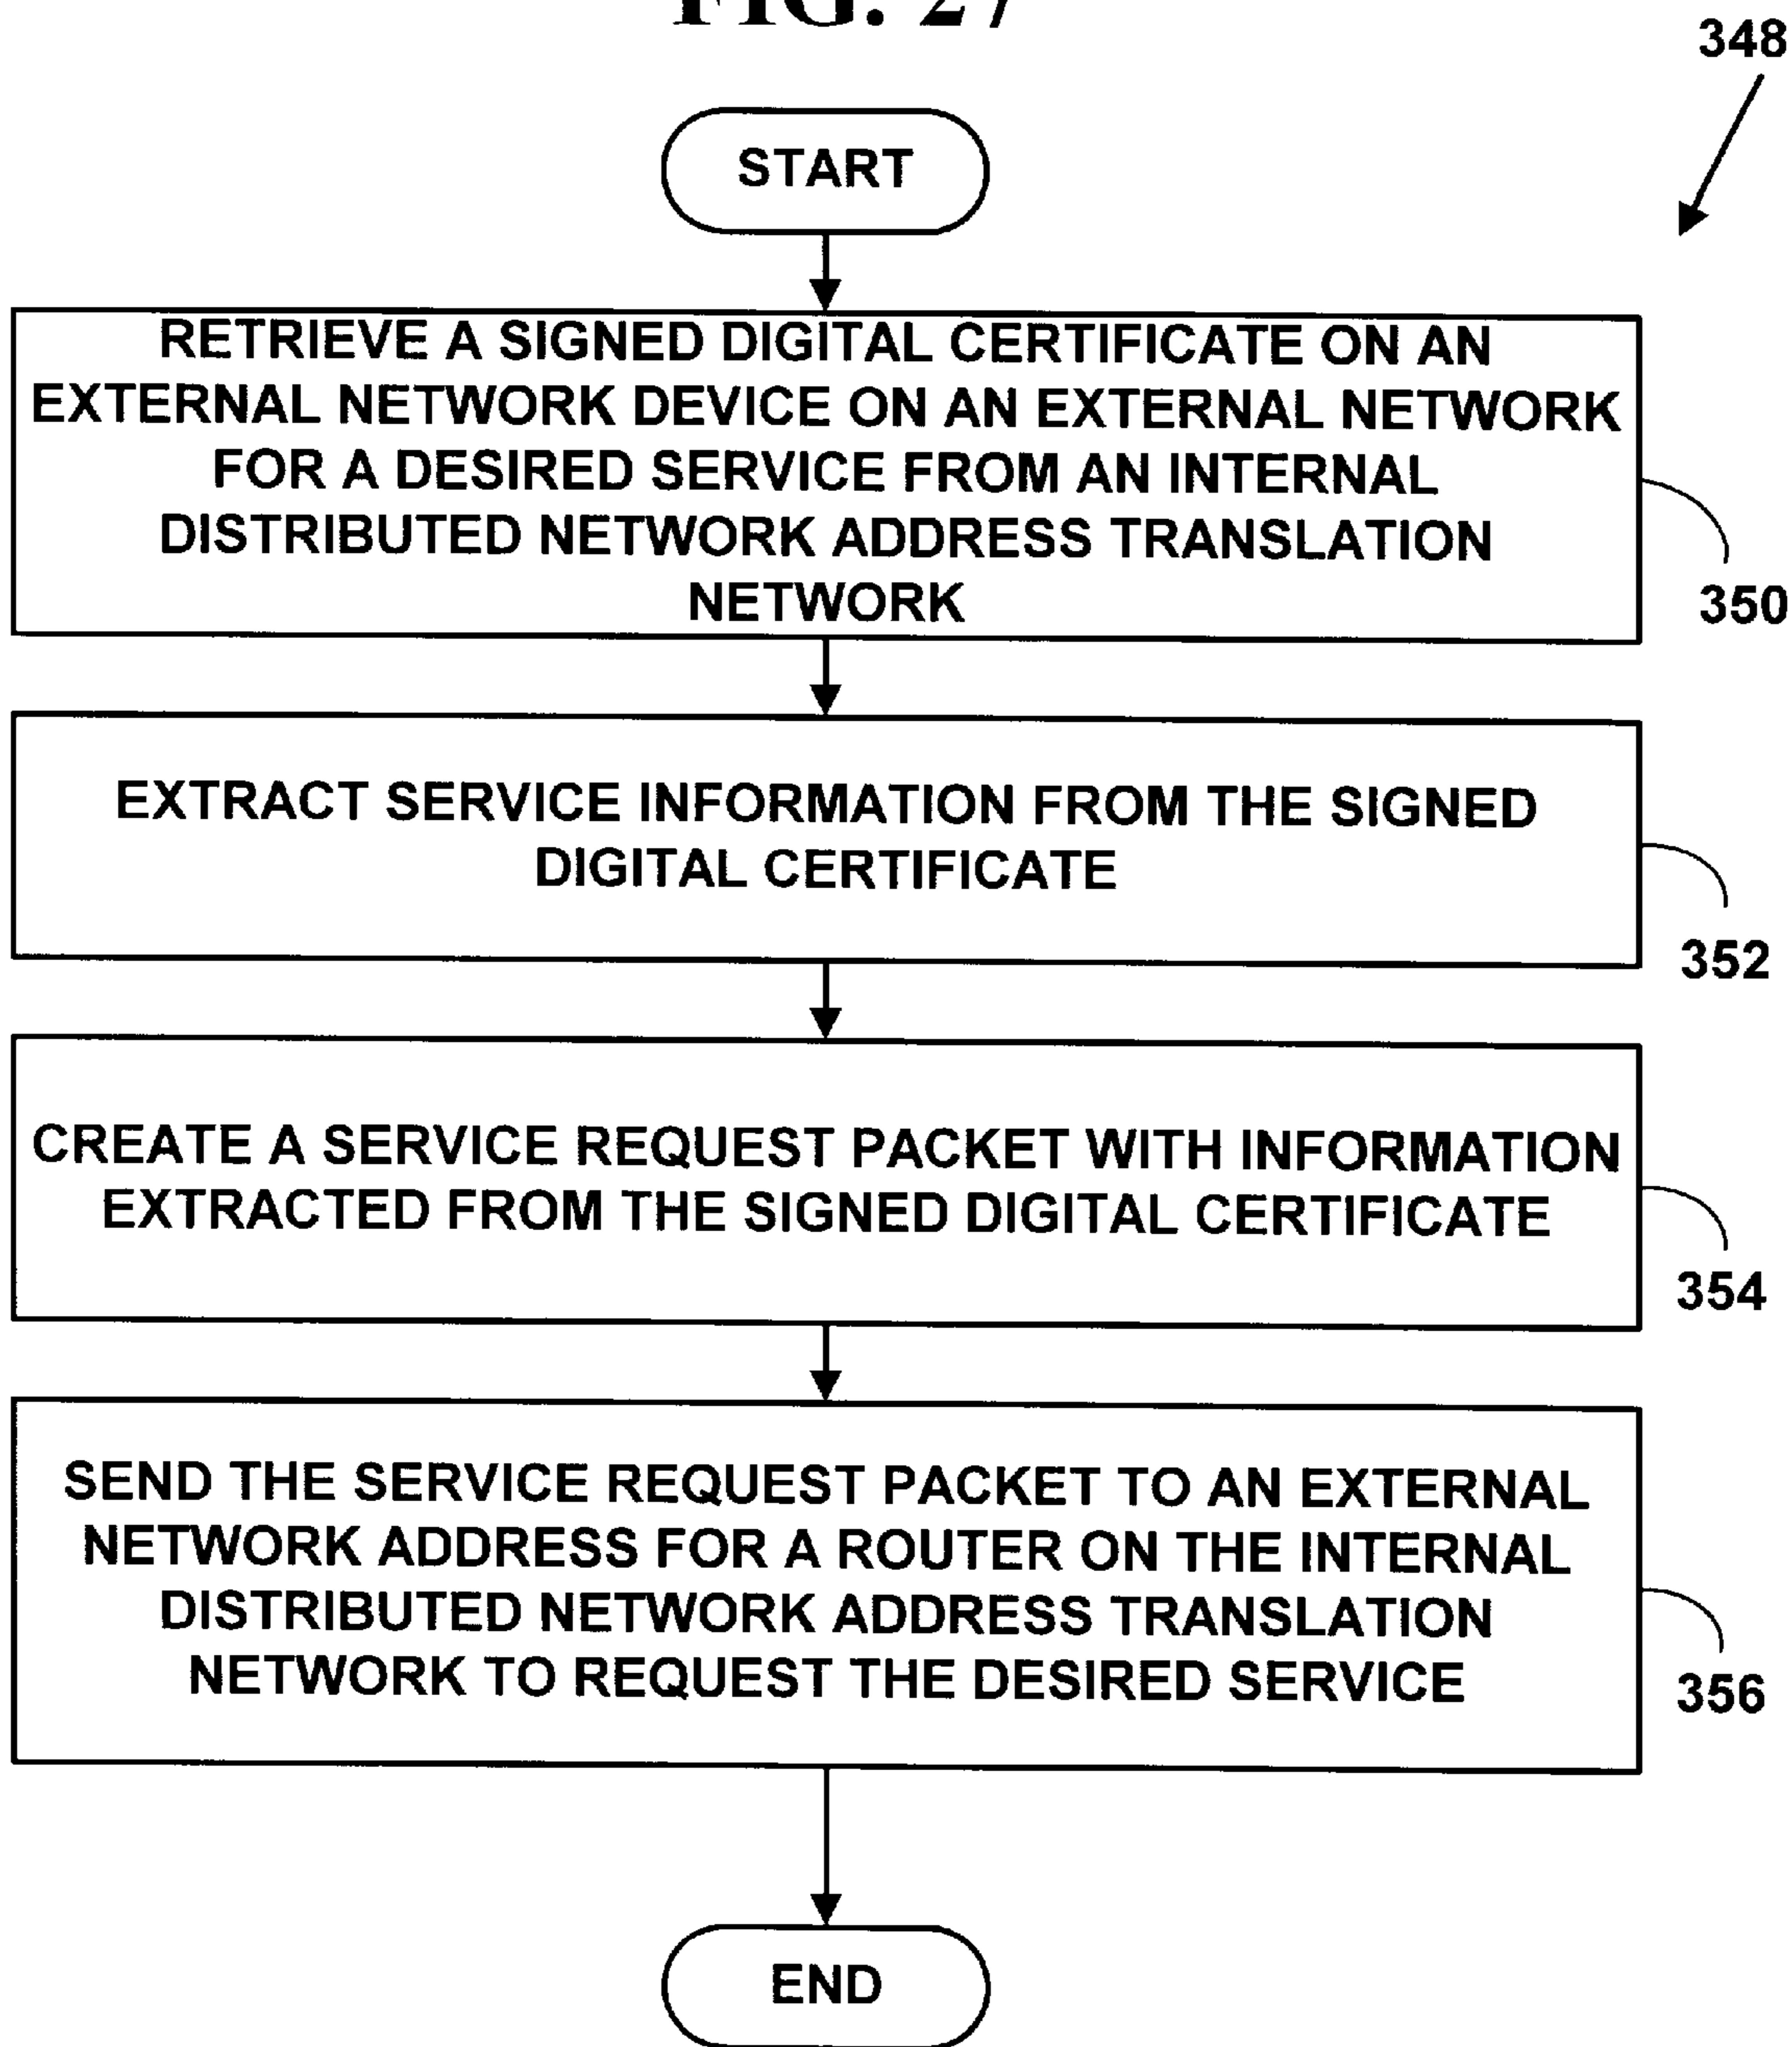 FIG. 27
348
START
RETRIEVE A SIGNED DIGITAL CERTIFICATE ON AN
EXTERNAL NETWORK DEVICE ON AN EXTERNAL NETWORK
FOR A DESIRED SERVICE FROM AN INTERNAL
DISTRIBUTED NETWORK ADDRESS TRANSLATION
NETWORK
350
EXTRACT SERVICE INFORMATION FROM THE SIGNED
DIGITAL CERTIFICATE
352
CREATE A SERVICE REQUEST PACKET WITH INFORMATION
EXTRACTED FROM THE SIGNED DIGITAL CERTIFICATE
354
SEND THE SERVICE REQUEST PACKET TO AN EXTERNAL
NETWORK ADDRESS FOR A ROUTER ON THE INTERNAL
DISTRIBUTED NETWORK ADDRESS TRANSLATION
NETWORK TO REQUEST THE DESIRED SERVICE
356
END